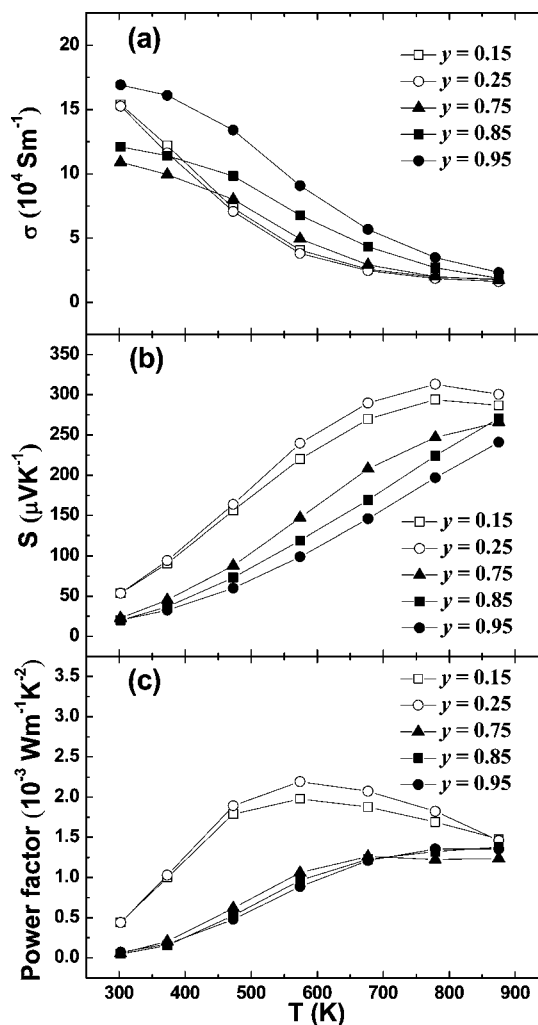 (a)
20
15
10
5
0
σ (10⁴ Sm⁻¹)
y = 0.15
y = 0.25
y = 0.75
y = 0.85
y = 0.95
(b)
350
300
250
200
150
100
50
0
S (μVK⁻¹)
y = 0.15
y = 0.25
y = 0.75
y = 0.85
y = 0.95
(c)
3.5
3.0
2.5
2.0
1.5
1.0
0.5
0.0
Power factor (10⁻³ Wm⁻¹K⁻²)
y = 0.15
y = 0.25
y = 0.75
y = 0.85
y = 0.95
300 400 500 600 700 800 900
T (K)